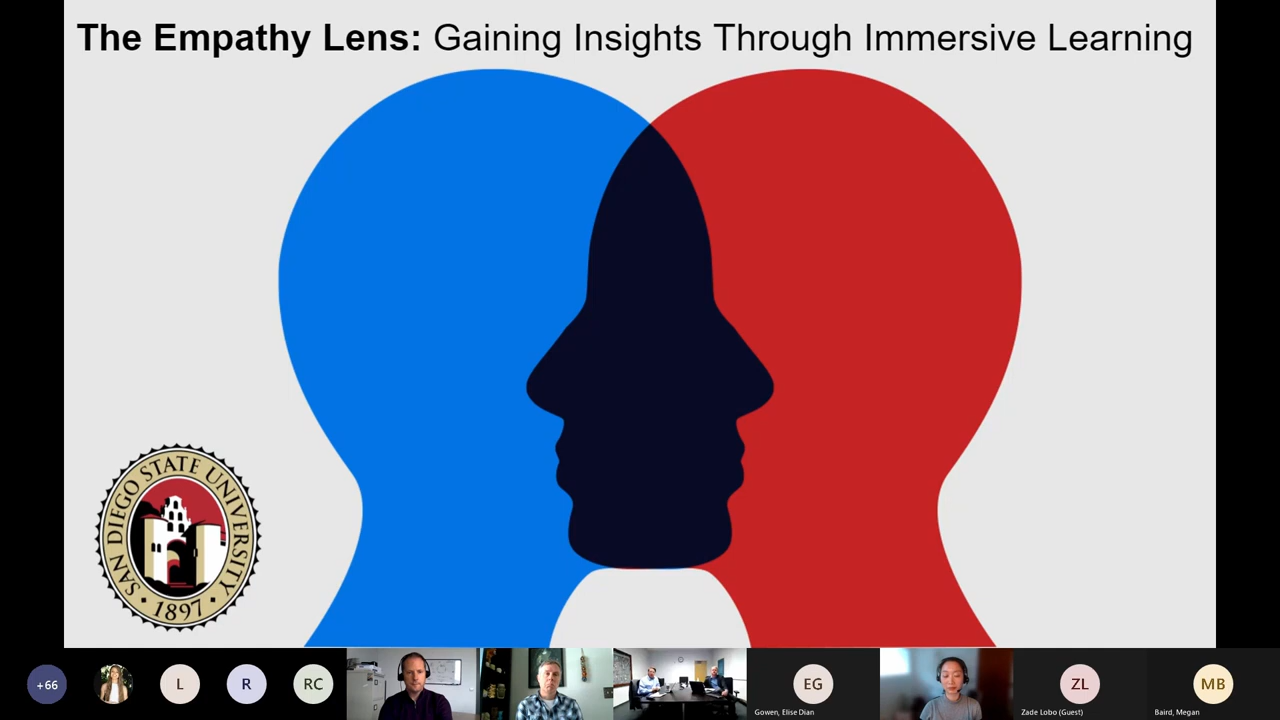 The Empathy Lens: Gaining Insights Through Immersive Learning
SAN DIEGO STATE UNIVERSITY
• 1897 •
+66
L
R
RC
EG
Gowen, Elise Dian
ZL
Zade Lobo (Guest)
MB
Baird, Megan